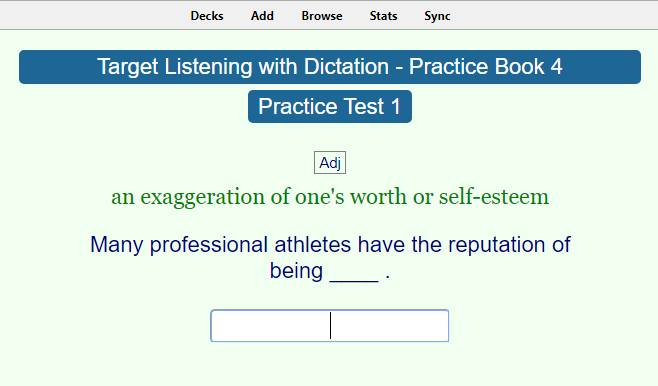 Decks Add Browse Stats Sync
Target Listening with Dictation - Practice Book 4
Practice Test 1
Adj
an exaggeration of one's worth or self-esteem
Many professional athletes have the reputation of
being ____ .